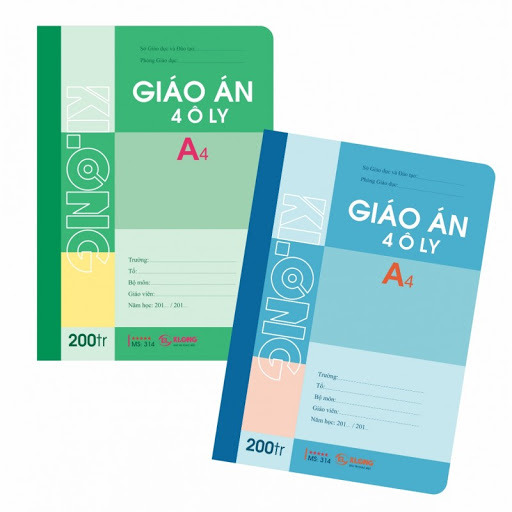 Sở Giáo dục và Đào tạo:
Phòng Giáo dục:
GIÁO ÁN
4 Ô LY
A4
KLONG
Trường:
Tổ:
Bộ môn:
Giáo viên:
Năm học: 201... / 201...
200tr
MS: 314
KLONG
Sở Giáo dục và Đào tạo:
Phòng Giáo dục:
GIÁO ÁN
4 Ô LY
A4
KLONG
Trường:
Tổ:
Bộ môn:
Giáo viên:
Năm học: 201... / 201...
200tr
MS: 314
KLONG